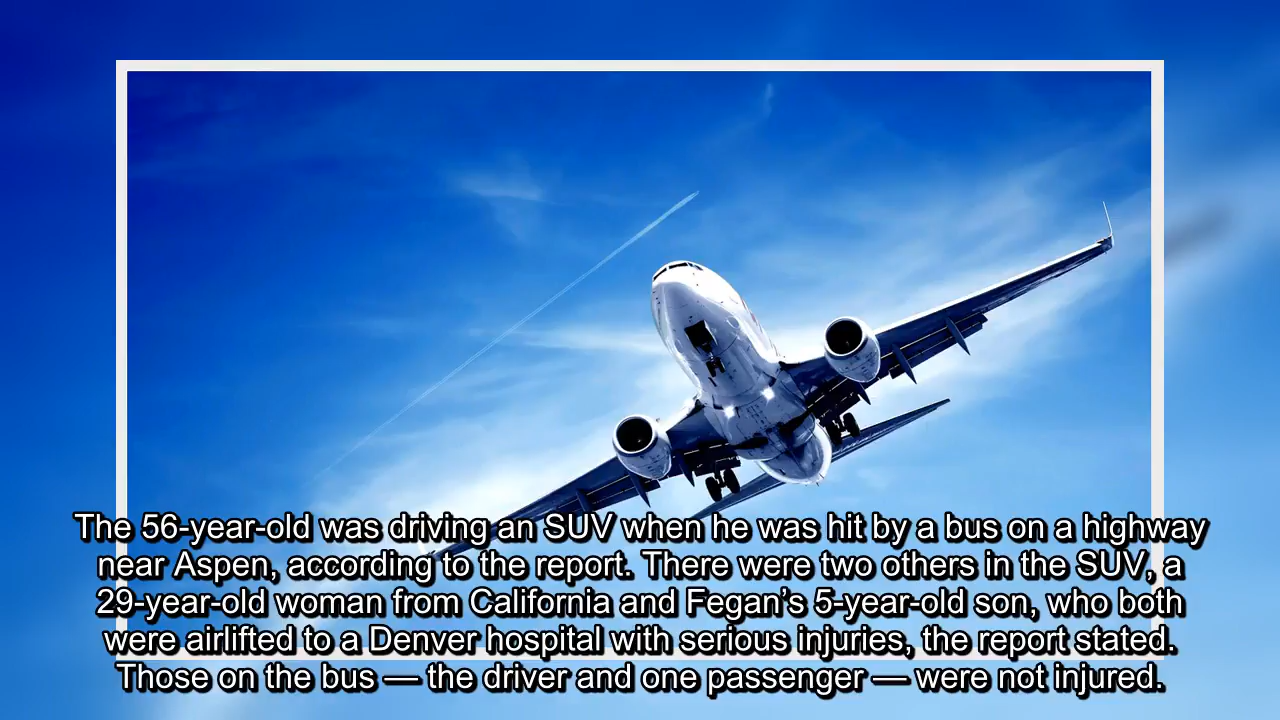 The 56-year-old was driving an SUV when he was hit by a bus on a highway
near Aspen, according to the report. There were two others in the SUV, a
29-year-old woman from California and Fegan’s 5-year-old son, who both
were airlifted to a Denver hospital with serious injuries, the report stated.
Those on the bus — the driver and one passenger — were not injured.